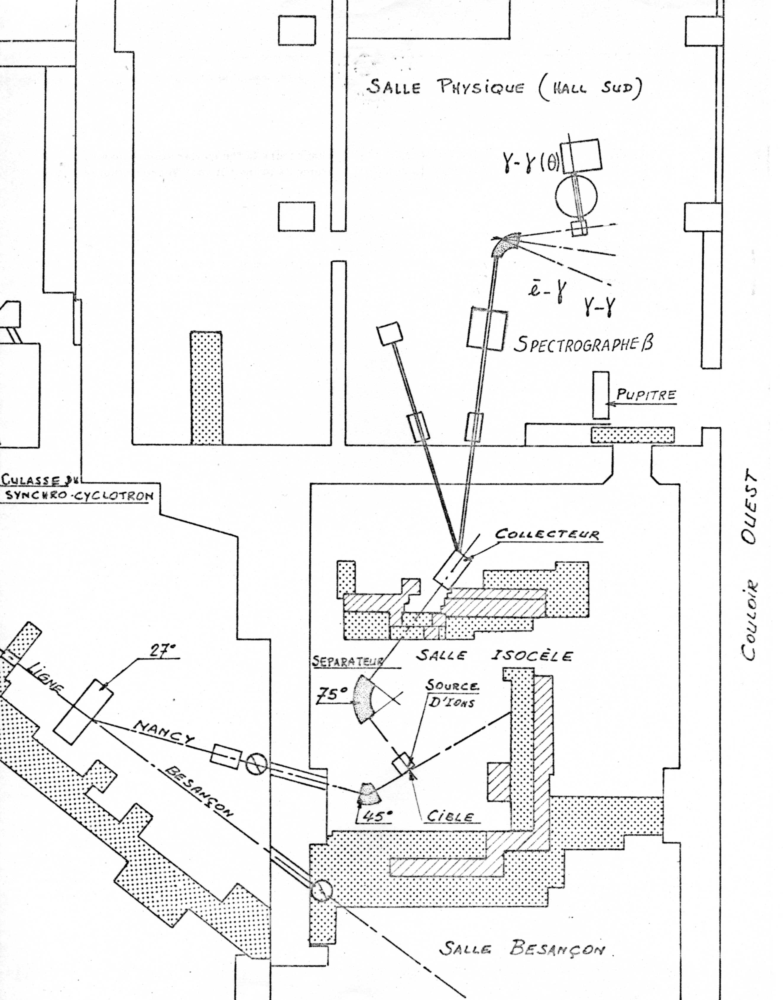 SALLE PHYSIQUE (HALL SUD)
γ-γ(θ)
ē-γ
γ-γ
SPECTROGRAPHE β
PUPITRE
CULASSE DU
SYNCHRO-CYCLOTRON
COULOIR OUEST
COLLECTEUR
27°
LIGNE
SALLE ISOCÈLE
SEPARATEUR
75°
SOURCE
D'IONS
NANCY
BESANÇON
45°
CIBLE
SALLE BESANÇON.